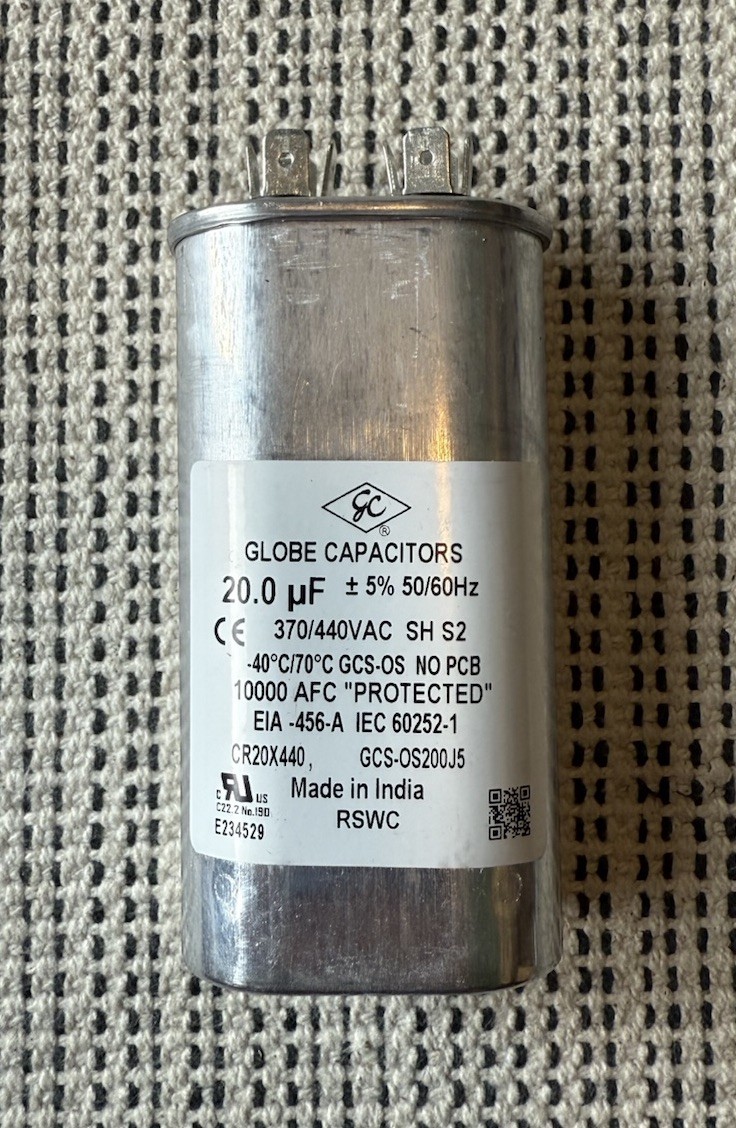 GC
®
GLOBE CAPACITORS
20.0 µF ± 5% 50/60Hz
CE 370/440VAC SH S2
-40°C/70°C GCS-OS NO PCB
10000 AFC "PROTECTED"
EIA -456-A IEC 60252-1
CR20X440, GCS-OS200J5
c RU US Made in India
C22.2 No.190 RSWC
E234529